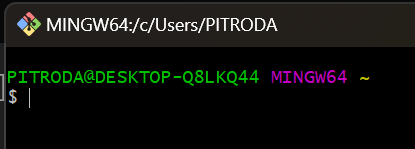 MINGW64:/c/Users/PITRODA
PITRODA@DESKTOP-Q8LKQ44 MINGW64 ~
$